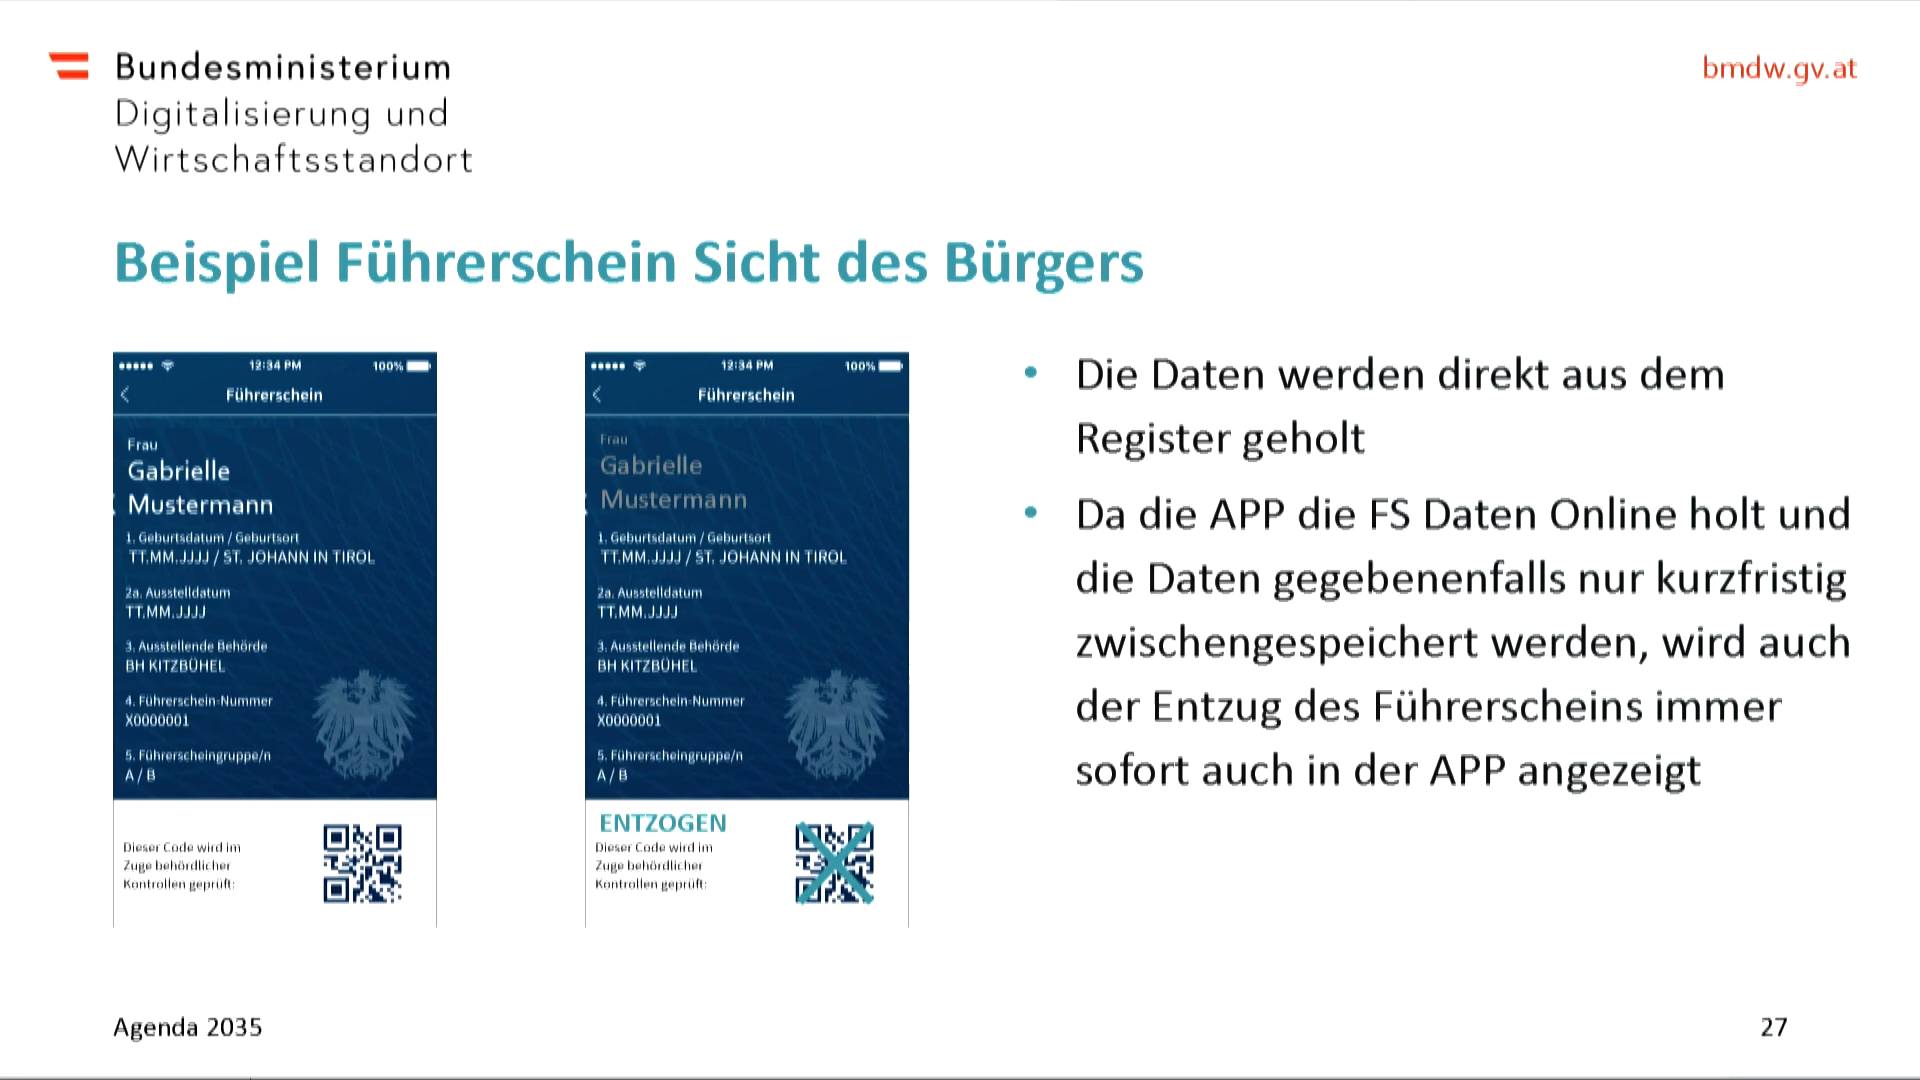 Bundesministerium
Digitalisierung und
Wirtschaftsstandort
bmdw.gv.at
Beispiel Führerschein Sicht des Bürgers
12:34 PM
100%
Führerschein
Frau
Gabrielle
Mustermann
1. Geburtsdatum / Geburtsort
TT.MM.JJJJ / ST. JOHANN IN TIROL
2a. Ausstelldatum
TT.MM.JJJJ
3. Ausstellende Behörde
BH KITZBÜHEL
4. Führerschein-Nummer
X0000001
5. Führerscheingruppe/n
A / B
Dieser Code wird im
Zuge behördlicher
Kontrollen geprüft:
12:34 PM
100%
Führerschein
Frau
Gabrielle
Mustermann
1. Geburtsdatum / Geburtsort
TT.MM.JJJJ / ST. JOHANN IN TIROL
2a. Ausstelldatum
TT.MM.JJJJ
3. Ausstellende Behörde
BH KITZBÜHEL
4. Führerschein-Nummer
X0000001
5. Führerscheingruppe/n
A / B
ENTZOGEN
Dieser Code wird im
Zuge behördlicher
Kontrollen geprüft:
• Die Daten werden direkt aus dem
Register geholt
• Da die APP die FS Daten Online holt und
die Daten gegebenenfalls nur kurzfristig
zwischengespeichert werden, wird auch
der Entzug des Führerscheins immer
sofort auch in der APP angezeigt
Agenda 2035
27